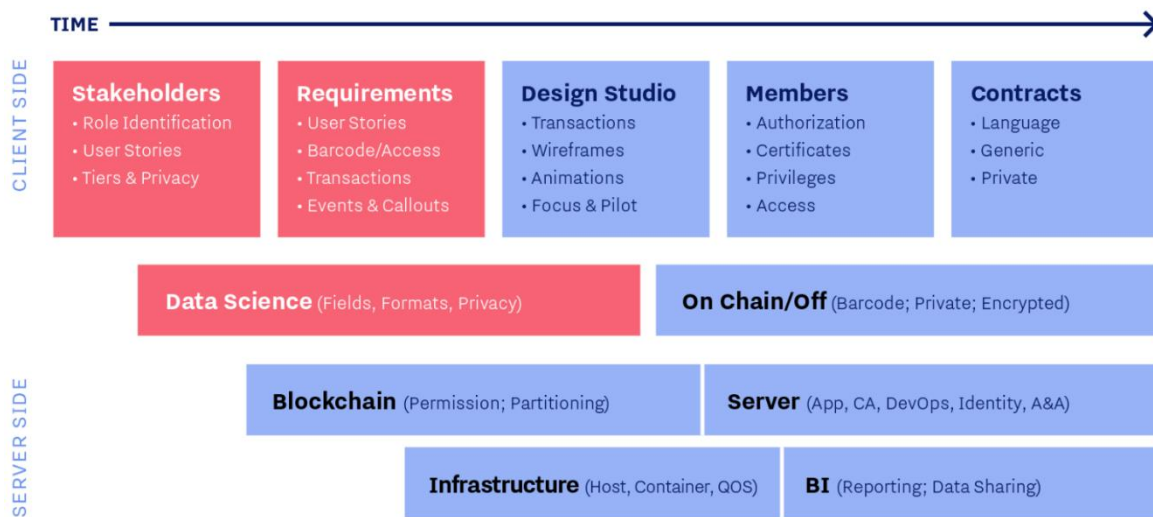 TIME
CLIENT SIDE
Stakeholders
• Role Identification
• User Stories
• Tiers & Privacy
Requirements
• User Stories
• Barcode/Access
• Transactions
• Events & Callouts
Design Studio
• Transactions
• Wireframes
• Animations
• Focus & Pilot
Members
• Authorization
• Certificates
• Privileges
• Access
Contracts
• Language
• Generic
• Private
Data Science (Fields, Formats, Privacy)
On Chain/Off (Barcode; Private; Encrypted)
SERVER SIDE
Blockchain (Permission; Partitioning)
Server (App, CA, DevOps, Identity, A&A)
Infrastructure (Host, Container, QOS)
BI (Reporting; Data Sharing)